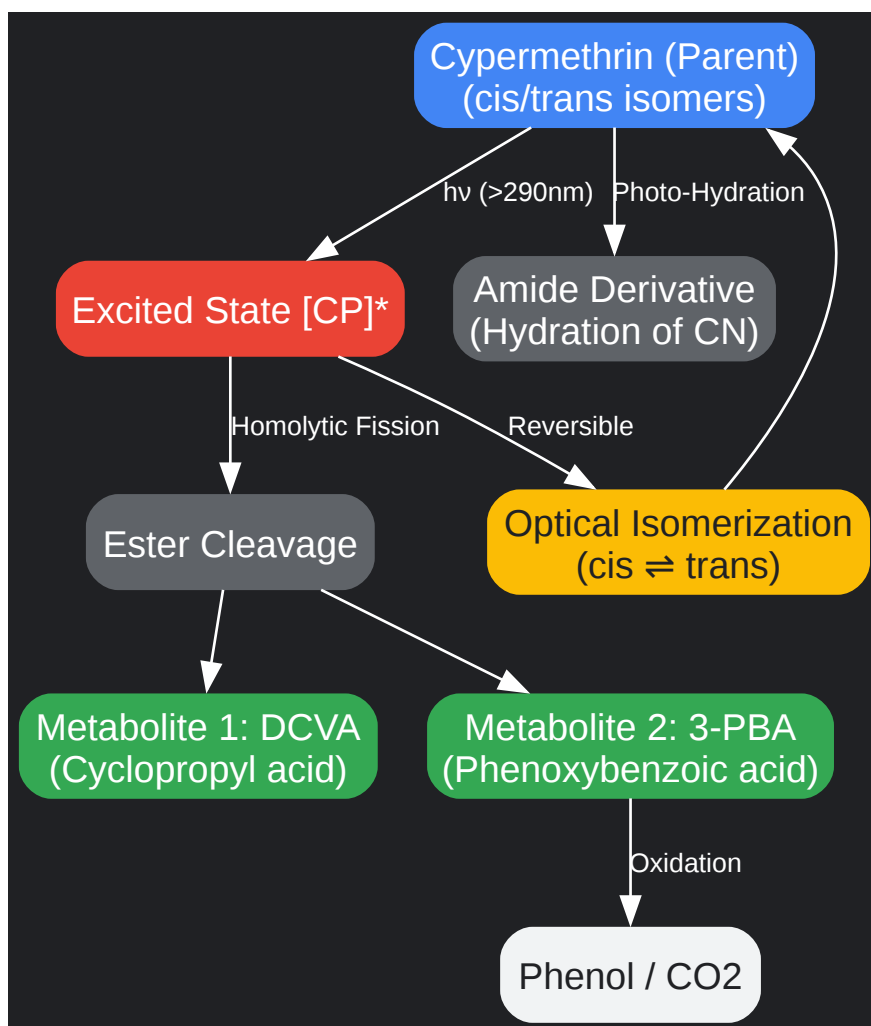 Cypermethrin (Parent)
(cis/trans isomers)
hν (>290nm)
Photo-Hydration
Excited State [CP]*
Amide Derivative
(Hydration of CN)
Homolytic Fission
Reversible
Ester Cleavage
Optical Isomerization
(cis ⇌ trans)
Metabolite 1: DCVA
(Cyclopropyl acid)
Metabolite 2: 3-PBA
(Phenoxybenzoic acid)
Oxidation
Phenol / CO2